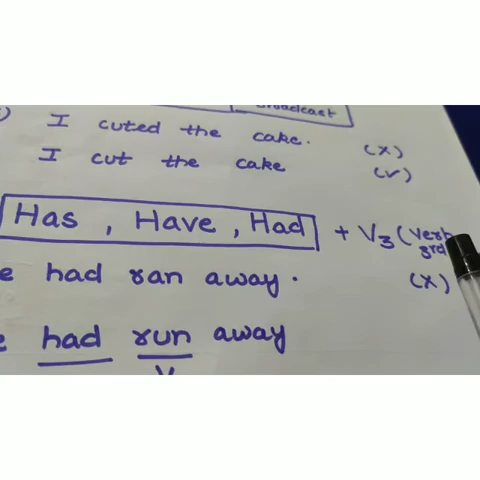 Broadcast
I cuted the cake. (x)
I cut the cake (v)
Has, Have, Had + V3 (verb 3rd
e had ran away. (x)
e had run away
V